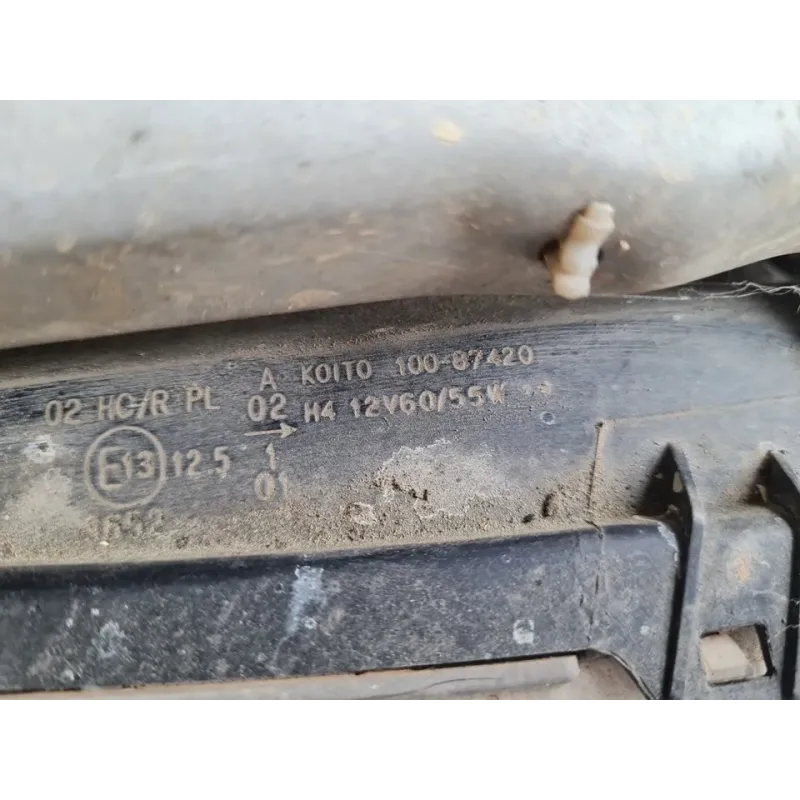 A KOITO 100-87420
02 HC/R PL 02 H4 12V60/55W
E13 12.5 → 1
01